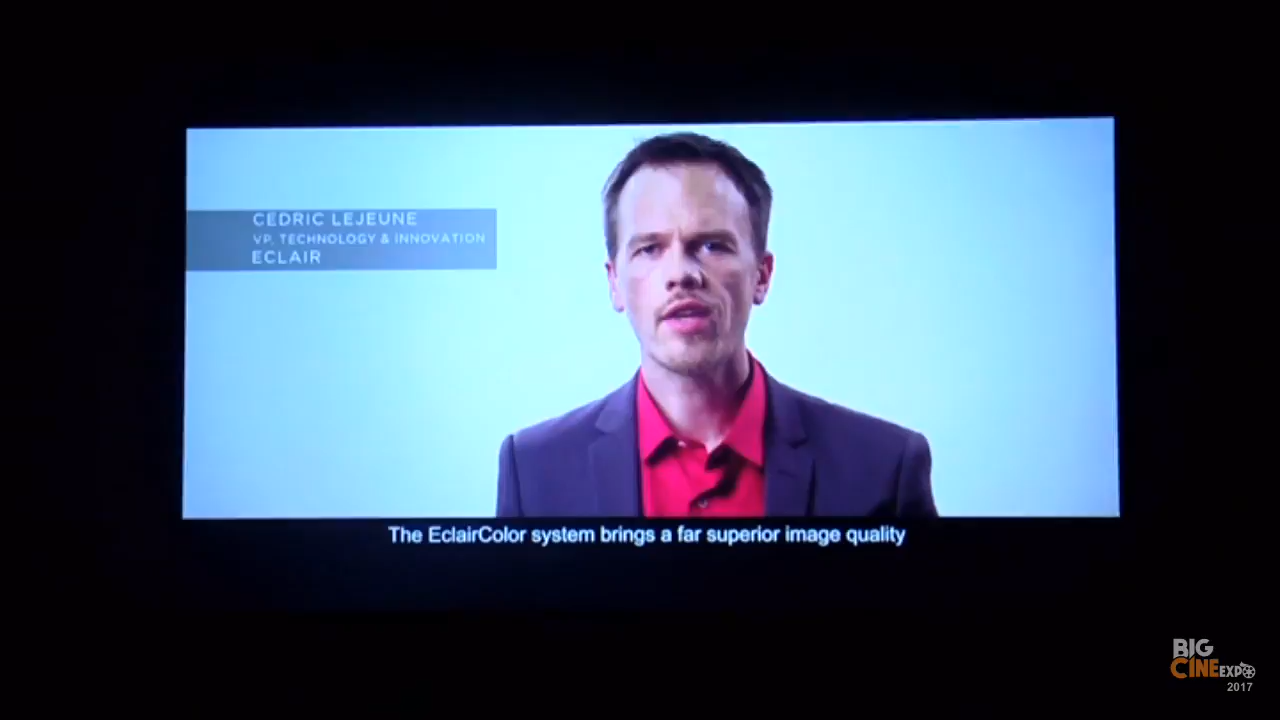 CEDRIC LEJEUNE
VP, TECHNOLOGY & INNOVATION
ECLAIR
The EclairColor system brings a far superior image quality
BIG
CINE EXPO
2017